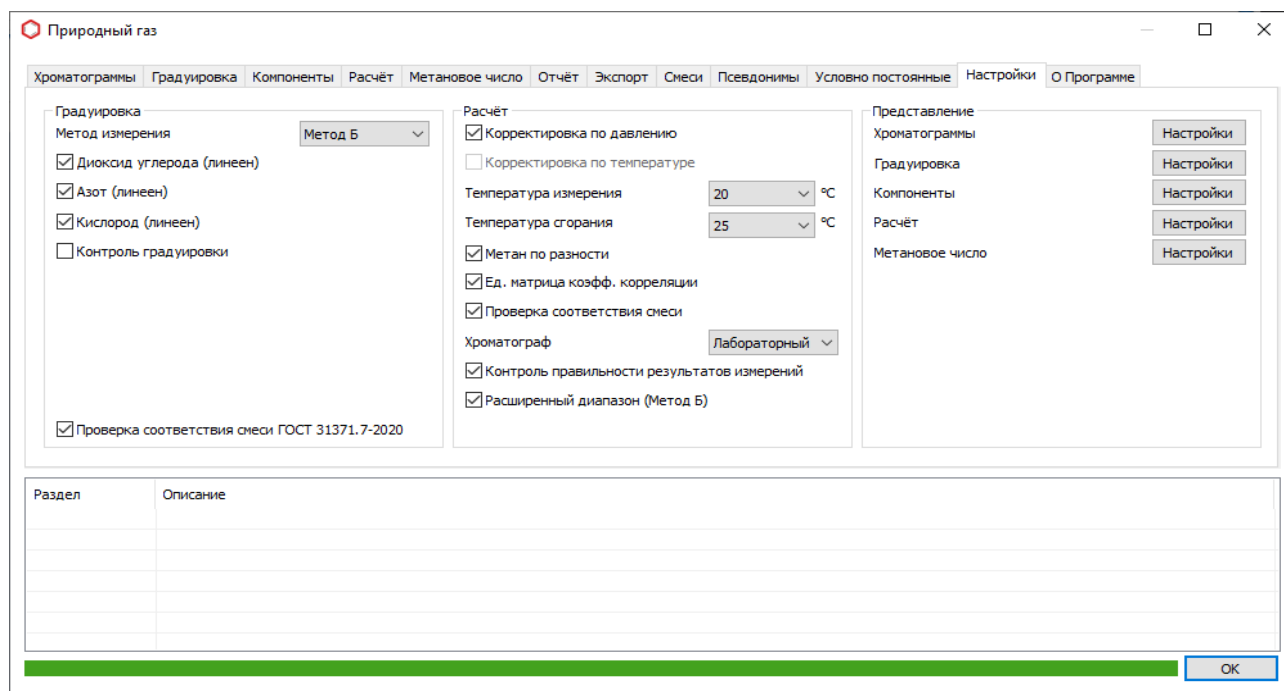 Природный газ
Хроматограммы Градуировка Компоненты Расчёт Метановое число Отчёт Экспорт Смеси Псевдонимы Условно постоянные Настройки О Программе
Градуировка
Метод измерения Метод Б
Диоксид углерода (линеен)
Азот (линеен)
Кислород (линеен)
Контроль градуировки
Проверка соответствия смеси ГОСТ 31371.7-2020
Расчёт
Корректировка по давлению
Корректировка по температуре
Температура измерения 20 °C
Температура сгорания 25 °C
Метан по разности
Ед. матрица коэфф. корреляции
Проверка соответствия смеси
Хроматограф Лабораторный
Контроль правильности результатов измерений
Расширенный диапазон (Метод Б)
Представление
Хроматограммы Настройки
Градуировка Настройки
Компоненты Настройки
Расчёт Настройки
Метановое число Настройки
Раздел Описание
OK